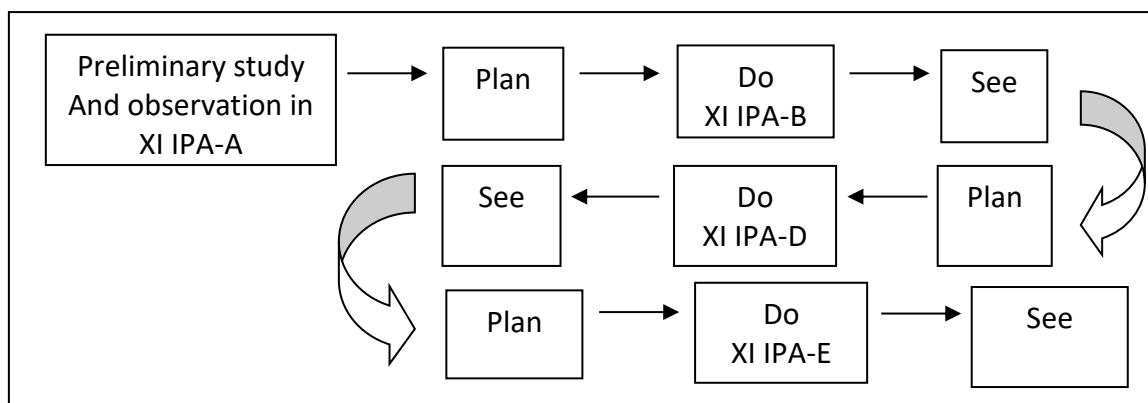 Preliminary study
And observation in
XI IPA-A
Plan
Do
XI IPA-B
See
See
Do
XI IPA-D
Plan
Plan
Do
XI IPA-E
See